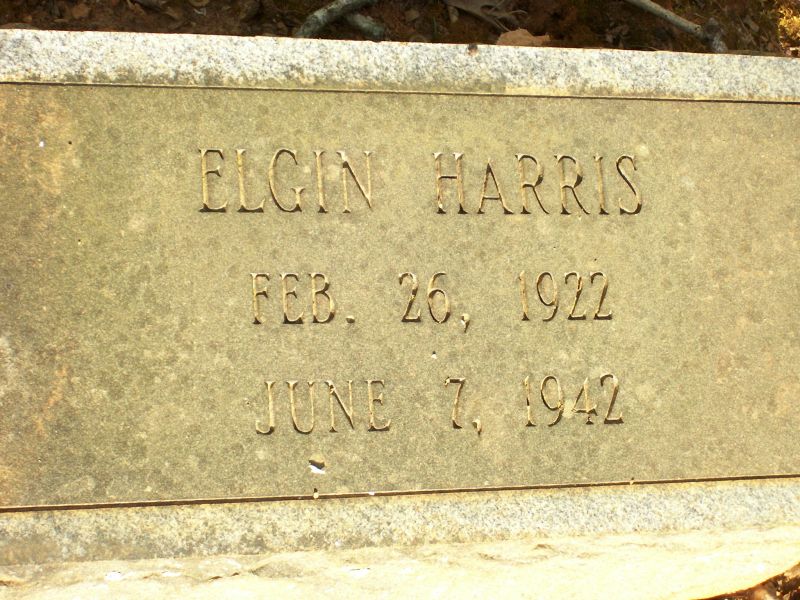 ELGIN HARRIS
FEB. 26, 1922
JUNE 7, 1942